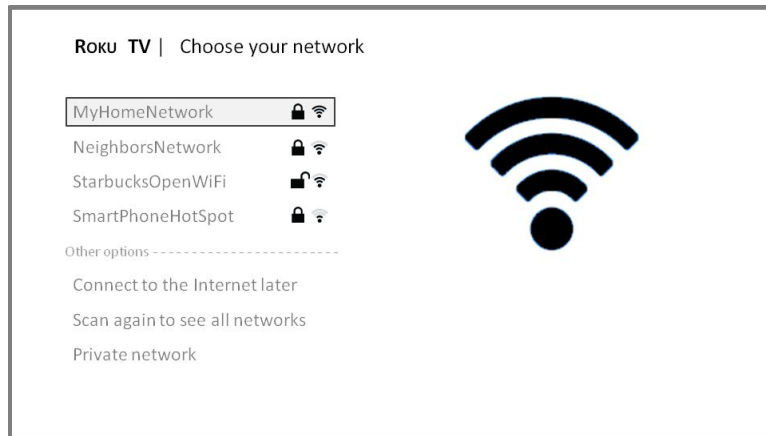 ROKU TV | Choose your network
MyHomeNetwork
NeighborsNetwork
StarbucksOpenWiFi
SmartPhoneHotSpot
Other options ------------------------
Connect to the Internet later
Scan again to see all networks
Private network